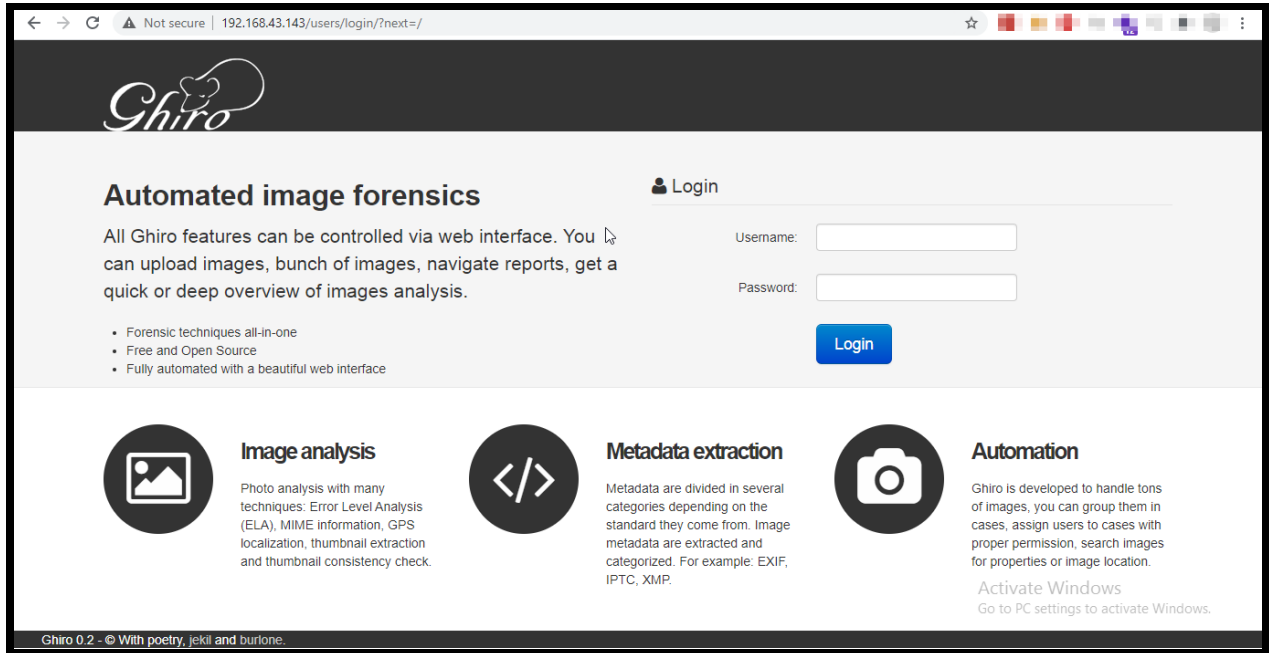 Not secure | 192.168.43.143/users/login/?next=/
Ghiro
Automated image forensics
All Ghiro features can be controlled via web interface. You
can upload images, bunch of images, navigate reports, get a
quick or deep overview of images analysis.
Forensic techniques all-in-one
Free and Open Source
Fully automated with a beautiful web interface
Login
Username:
Password:
Login
Image analysis
Photo analysis with many
techniques: Error Level Analysis
(ELA), MIME information, GPS
localization, thumbnail extraction
and thumbnail consistency check.
Metadata extraction
Metadata are divided in several
categories depending on the
standard they come from. Image
metadata are extracted and
categorized. For example: EXIF,
IPTC, XMP.
Automation
Ghiro is developed to handle tons
of images, you can group them in
cases, assign users to cases with
proper permission, search images
for properties or image location.
Activate Windows
Go to PC settings to activate Windows.
Ghiro 0.2 - © With poetry, jekil and burlone.